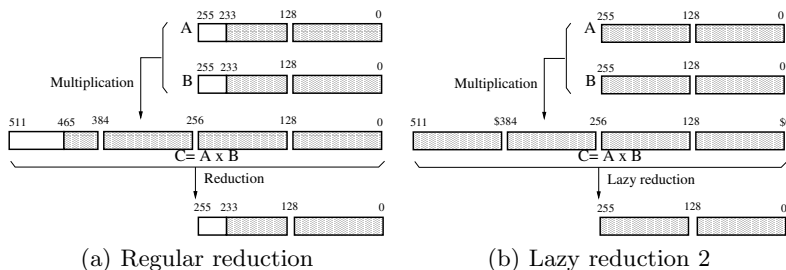 255 233 128 0
A
Multiplication
255 233 128 0
B
511 465 384 256 128 0
C= A x B
Reduction
255 233 128 0
(a) Regular reduction
255 128 0
A
Multiplication
255 128 0
B
511 $384 256 128 $0
C= A x B
Lazy reduction
255 128 0
(b) Lazy reduction 2